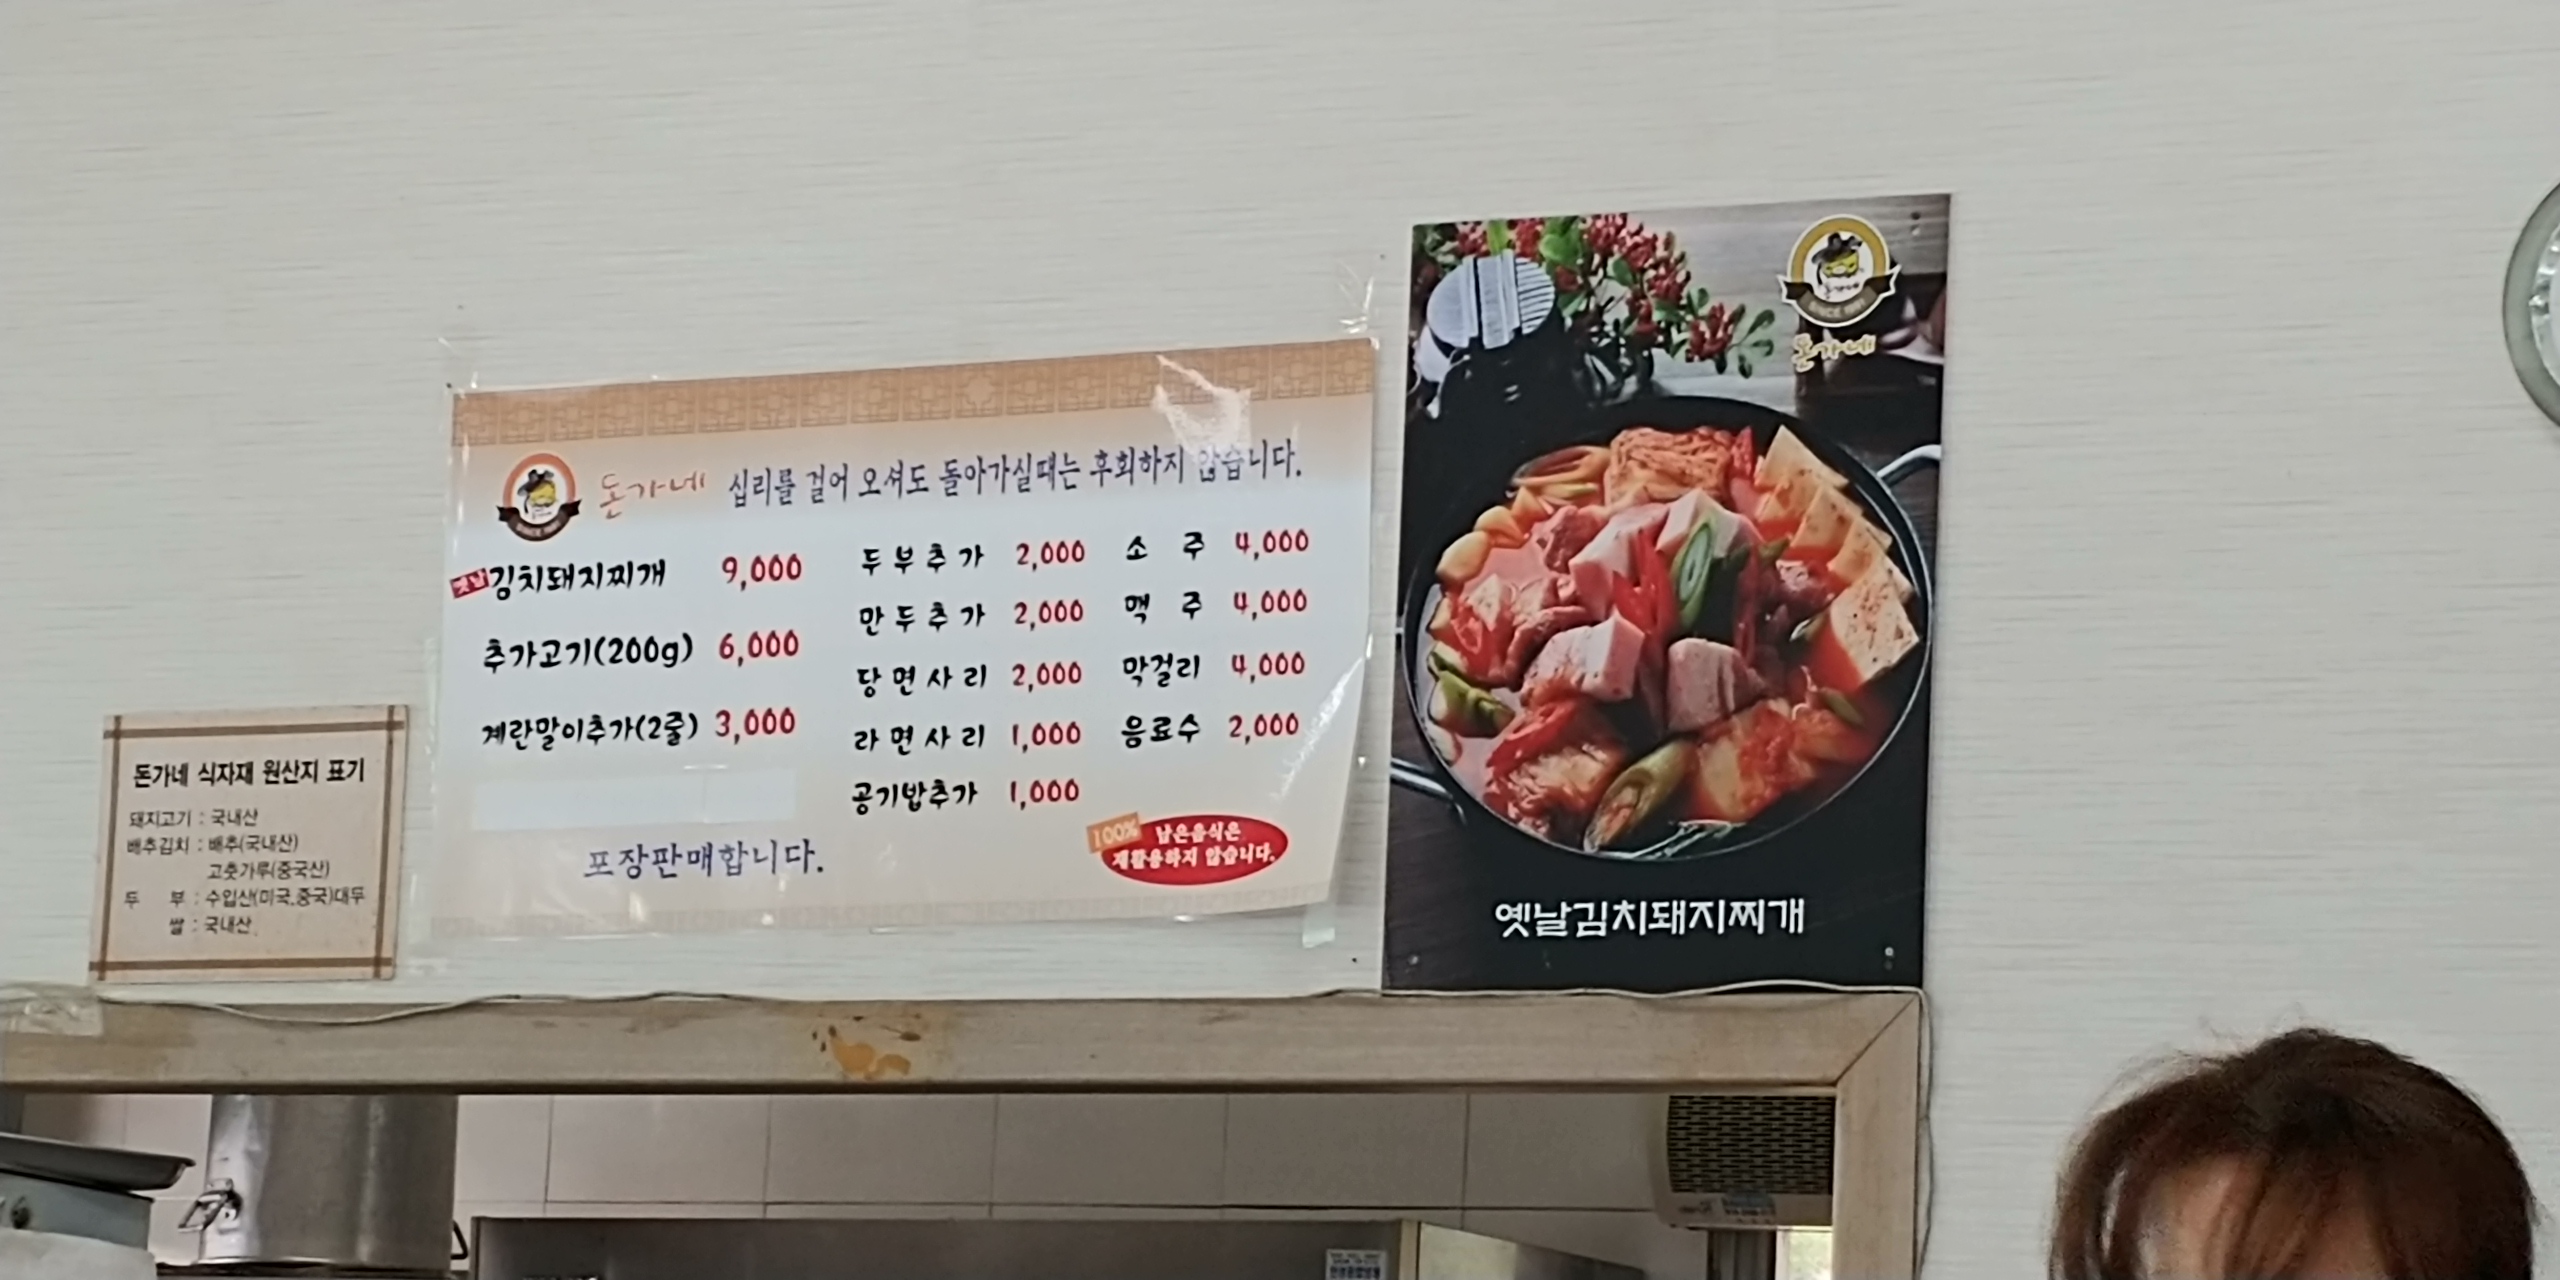 돈가네 십리를 걸어 오셔도 돌아가실때는 후회하지 않습니다.
옛날김치돼지찌개 9,000
추가고기(200g) 6,000
계란말이추가(2줄) 3,000
포장판매합니다.
두부추가 2,000
만두추가 2,000
당면사리 2,000
라면사리 1,000
공기밥추가 1,000
소주 4,000
맥주 4,000
막걸리 4,000
음료수 2,000
100% 남은음식은
재활용하지 않습니다.
돈가네 식자재 원산지 표기
돼지고기 : 국내산
배추김치 : 배추(국내산)
고춧가루(중국산)
두부 : 수입산(미국,중국)대두
쌀 : 국내산
돈가네
옛날김치돼지찌개